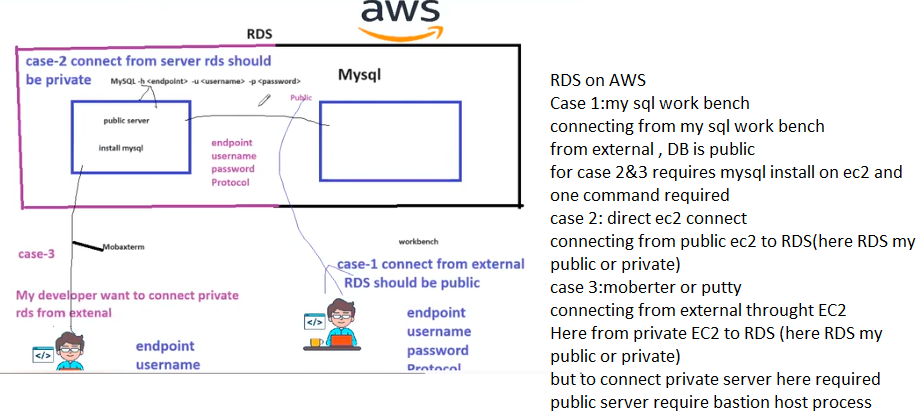 aws
RDS
case-2 connect from server rds should
be private
MySQL -h <endpoint> -u <username> -p <password>
Mysql
Public
public server
install mysql
endpoint
username
password
Protocol
case-3
Mobaxterm
workbench
case-1 connect from external
RDS should be public
My developer want to connect private
rds from extenal
</>
endpoint
username
</>
endpoint
username
password
Protocol
RDS on AWS
Case 1:my sql work bench
connecting from my sql work bench
from external , DB is public
for case 2&3 requires mysql install on ec2 and
one command required
case 2: direct ec2 connect
connecting from public ec2 to RDS(here RDS my
public or private)
case 3:moberter or putty
connecting from external throught EC2
Here from private EC2 to RDS (here RDS my
public or private)
but to connect private server here required
public server require bastion host process